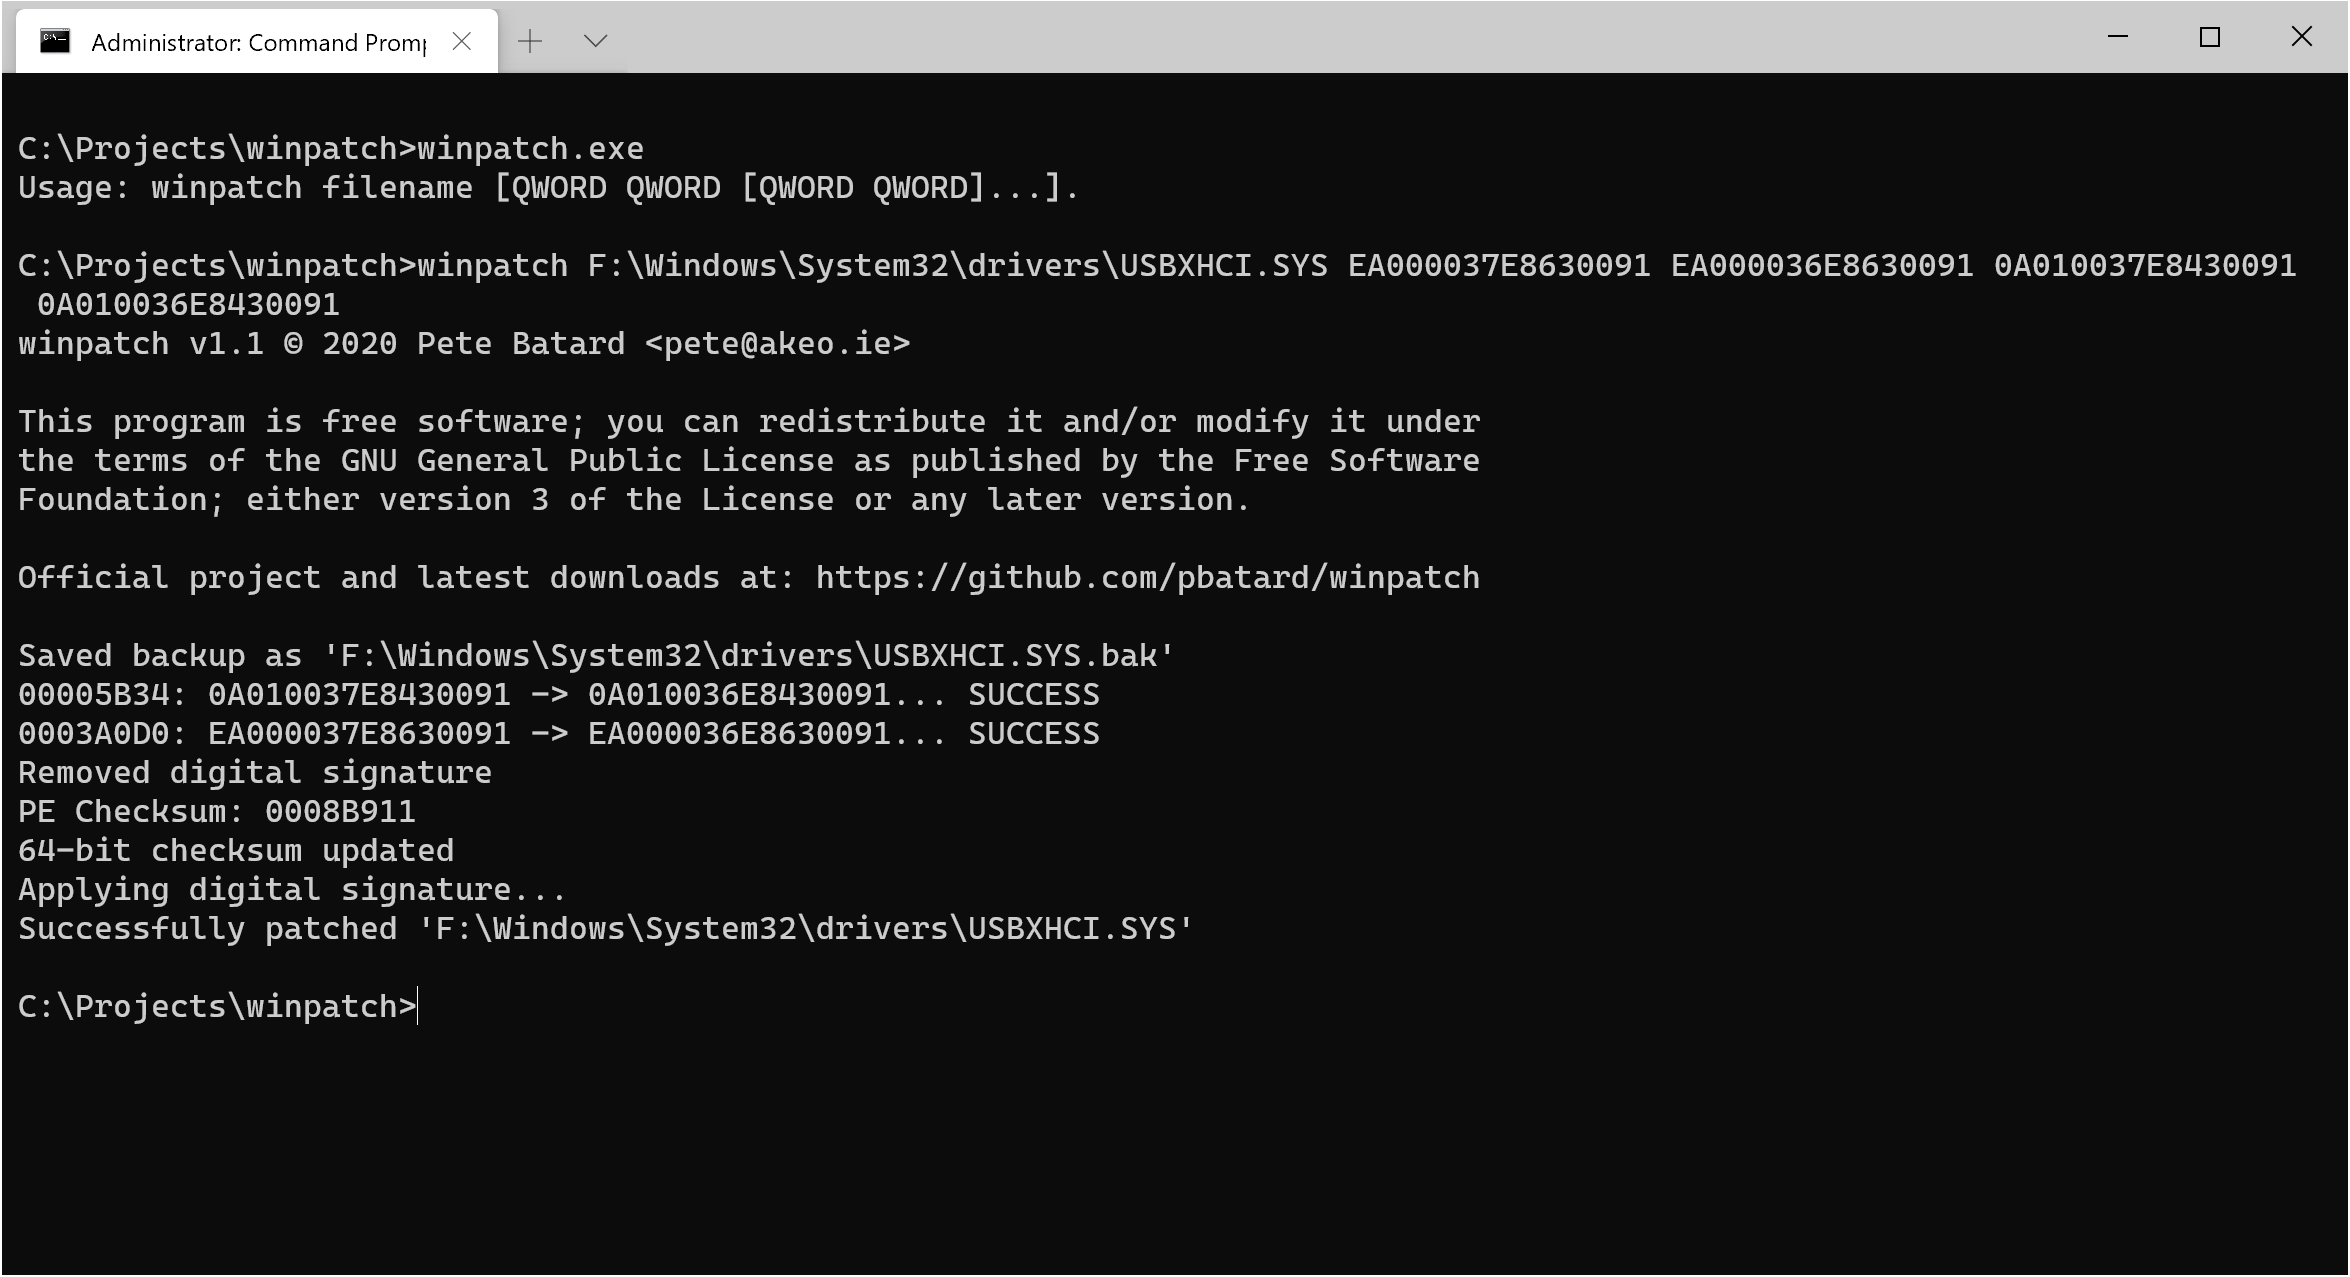 Administrator: Command Promp
C:\Projects\winpatch>winpatch.exe
Usage: winpatch filename [QWORD QWORD [QWORD QWORD]...].
C:\Projects\winpatch>winpatch F:\Windows\System32\drivers\USBXHCI.SYS EA000037E8630091 EA000036E8630091 0A010037E8430091
0A010036E8430091
winpatch v1.1 © 2020 Pete Batard <pete@akeo.ie>
This program is free software; you can redistribute it and/or modify it under
the terms of the GNU General Public License as published by the Free Software
Foundation; either version 3 of the License or any later version.
Official project and latest downloads at: https://github.com/pbatard/winpatch
Saved backup as 'F:\Windows\System32\drivers\USBXHCI.SYS.bak'
00005B34: 0A010037E8430091 -> 0A010036E8430091... SUCCESS
0003A0D0: EA000037E8630091 -> EA000036E8630091... SUCCESS
Removed digital signature
PE Checksum: 0008B911
64-bit checksum updated
Applying digital signature...
Successfully patched 'F:\Windows\System32\drivers\USBXHCI.SYS'
C:\Projects\winpatch>